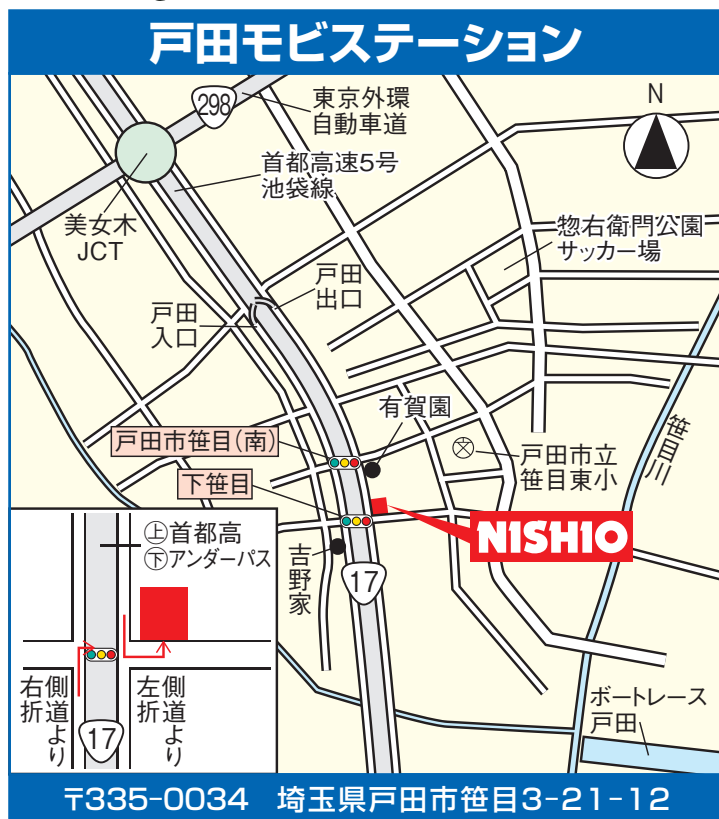 戸田モビステーション
298
東京外環
自動車道
N
首都高速5号
池袋線
美女木
JCT
惣右衛門公園
サッカー場
戸田
出口
戸田
入口
有賀園
戸田市笹目(南)
戸田市立
笹目東小
笹目川
下笹目
NISHIO
吉野家
17
㊤首都高
㊦アンダーパス
側道より
右折
側道より
左折
17
ボートレース
戸田
〒335-0034 埼玉県戸田市笹目3-21-12